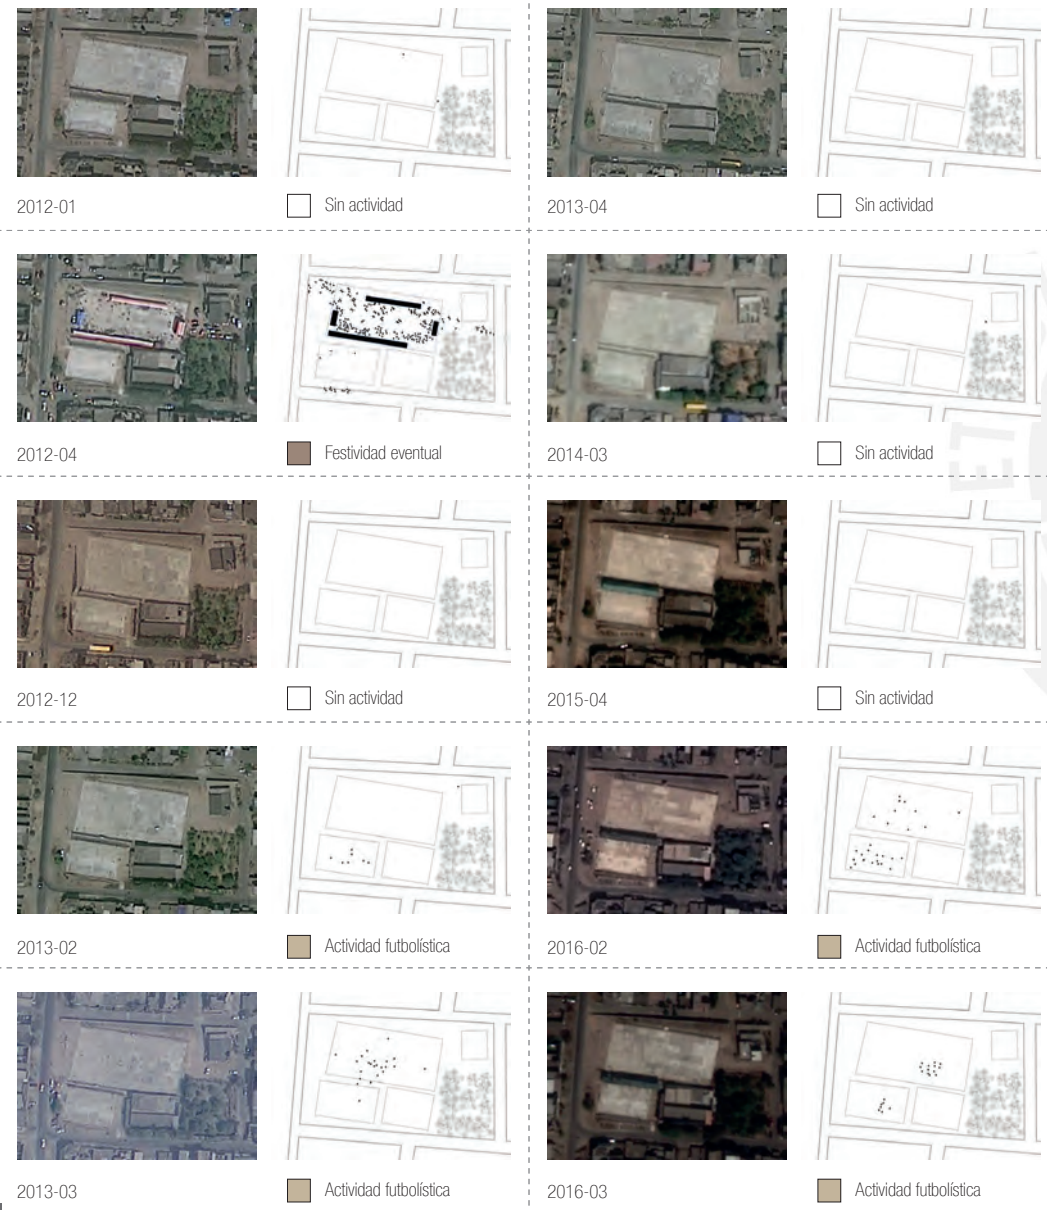 2012-01
Sin actividad
2012-04
Festividad eventual
2012-12
Sin actividad
2013-02
Actividad futbolística
2013-03
Actividad futbolística
2013-04
Sin actividad
2014-03
Sin actividad
2015-04
Sin actividad
2016-02
Actividad futbolística
2016-03
Actividad futbolística